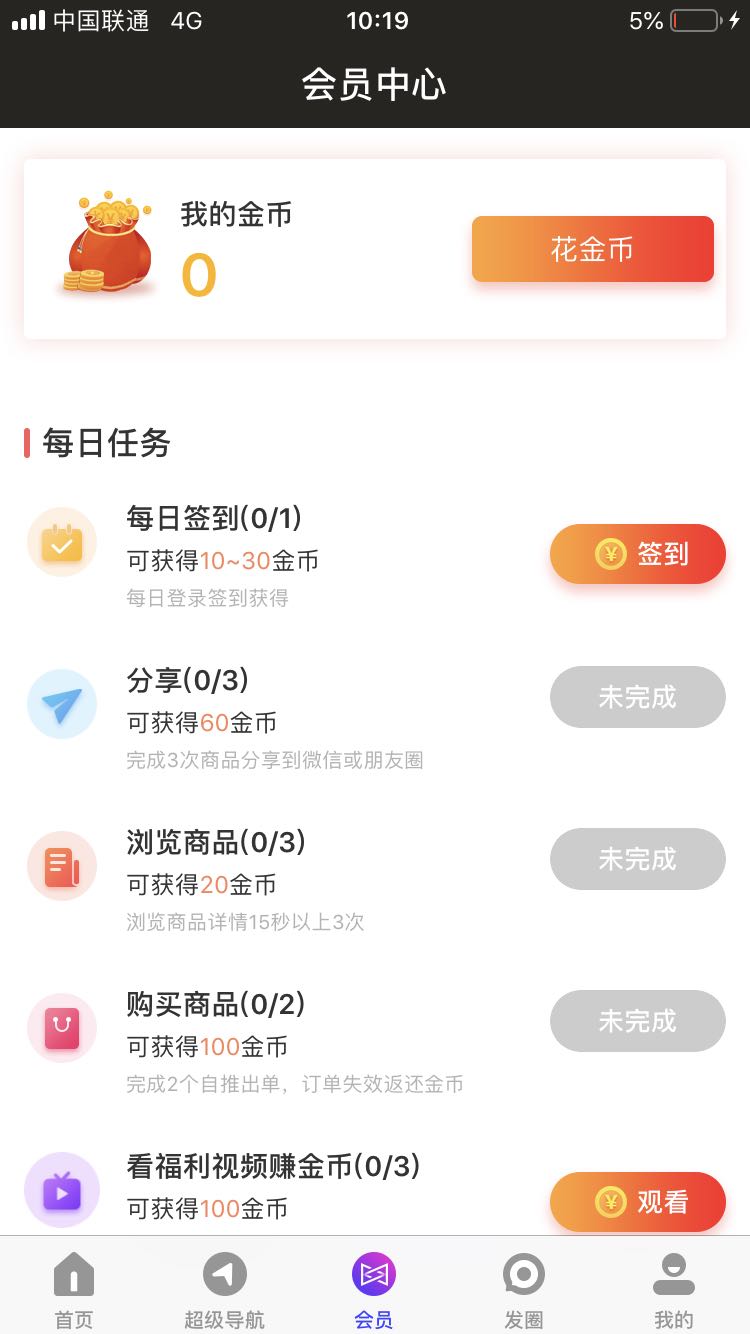 中国联通 4G 10:19 5%
会员中心
我的金币
0
花金币
每日任务
每日签到(0/1)
可获得10~30金币
每日登录签到获得
¥ 签到
分享(0/3)
可获得60金币
完成3次商品分享到微信或朋友圈
未完成
浏览商品(0/3)
可获得20金币
浏览商品详情15秒以上3次
未完成
购买商品(0/2)
可获得100金币
完成2个自推出单，订单失效返还金币
未完成
看福利视频赚金币(0/3)
可获得100金币
¥ 观看
首页 超级导航 会员 发圈 我的